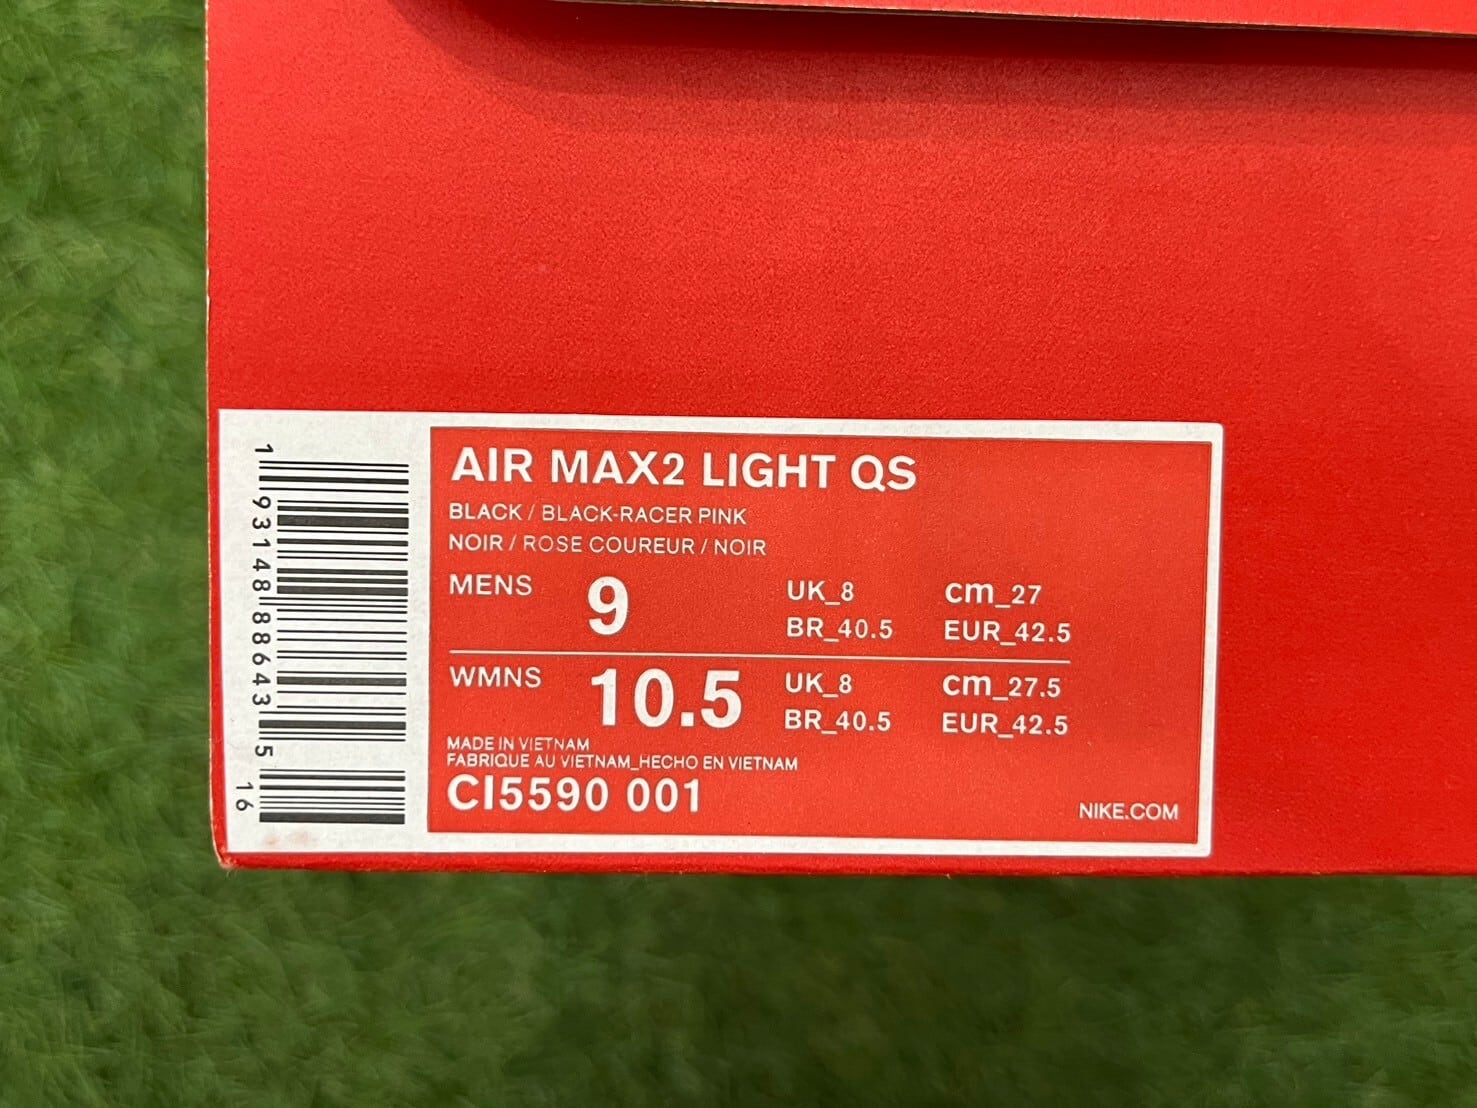 1 93148 88643 5
16
AIR MAX2 LIGHT QS
BLACK / BLACK-RACER PINK
NOIR / ROSE COUREUR / NOIR
MENS 9 UK_8 cm_27
BR_40.5 EUR_42.5
WMNS 10.5 UK_8 cm_27.5
BR_40.5 EUR_42.5
MADE IN VIETNAM
FABRIQUE AU VIETNAM_HECHO EN VIETNAM
CI5590 001
NIKE.COM